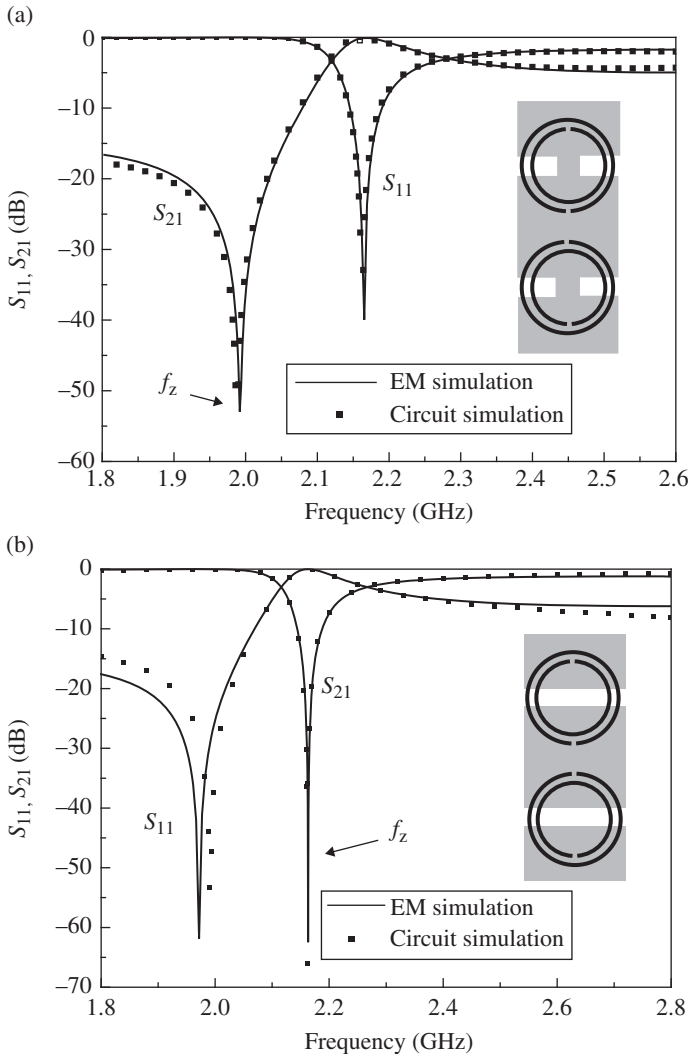 (a)
0
–10
–20
–30
–40
–50
–60
S11, S21 (dB)
S21
S11
fz
EM simulation
Circuit simulation
1.8 1.9 2.0 2.1 2.2 2.3 2.4 2.5 2.6
Frequency (GHz)
(b)
0
–10
–20
–30
–40
–50
–60
–70
S11, S21 (dB)
S21
S11
fz
EM simulation
Circuit simulation
1.8 2.0 2.2 2.4 2.6 2.8
Frequency (GHz)